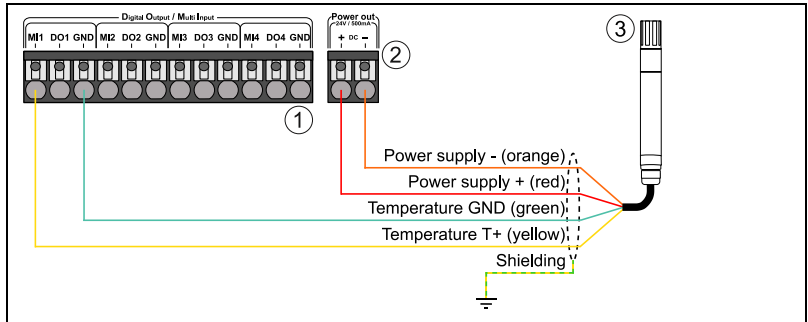 Digital Output / Multi Input
Power out
24V / 500mA
MI1 DO1 GND MI2 DO2 GND MI3 DO3 GND MI4 DO4 GND
+ DC −
3
2
1
Power supply - (orange)
Power supply + (red)
Temperature GND (green)
Temperature T+ (yellow)
Shielding